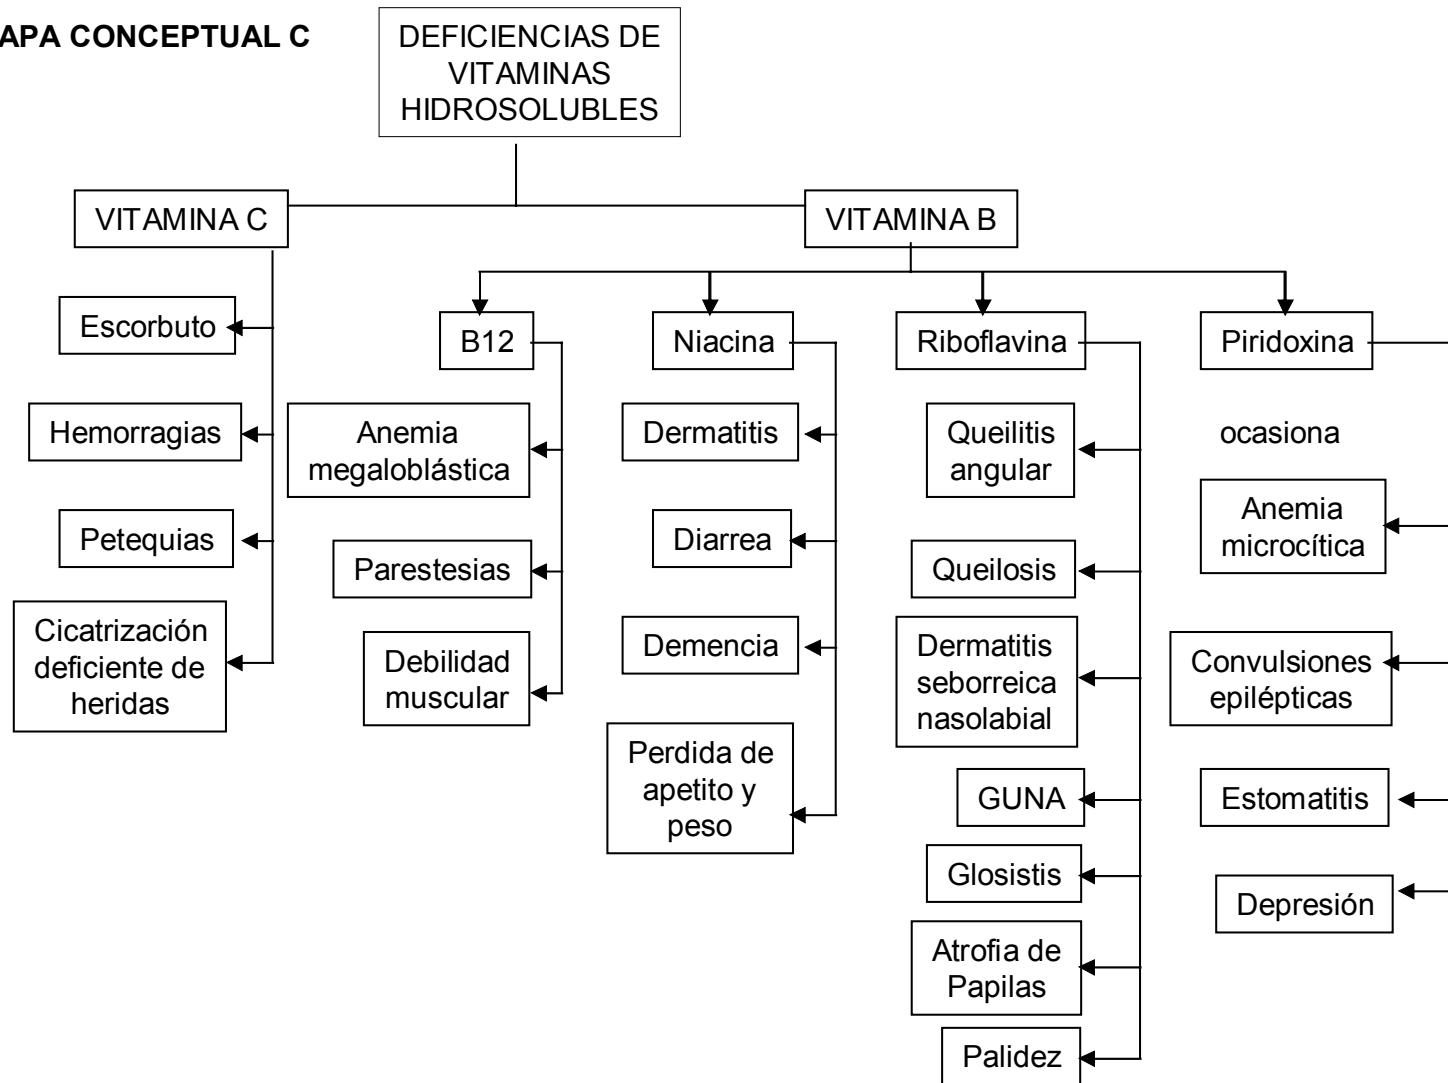 APA CONCEPTUAL C
DEFICIENCIAS DE
VITAMINAS
HIDROSOLUBLES
VITAMINA C
VITAMINA B
Escorbuto
Hemorragias
Petequias
Cicatrización
deficiente de
heridas
B12
Anemia
megaloblástica
Parestesias
Debilidad
muscular
Niacina
Dermatitis
Diarrea
Demencia
Perdida de
apetito y
peso
Riboflavina
Queilitis
angular
Queilosis
Dermatitis
seborreica
nasolabial
GUNA
Glosistis
Atrofia de
Papilas
Palidez
Piridoxina
ocasiona
Anemia
microcítica
Convulsiones
epilépticas
Estomatitis
Depresión